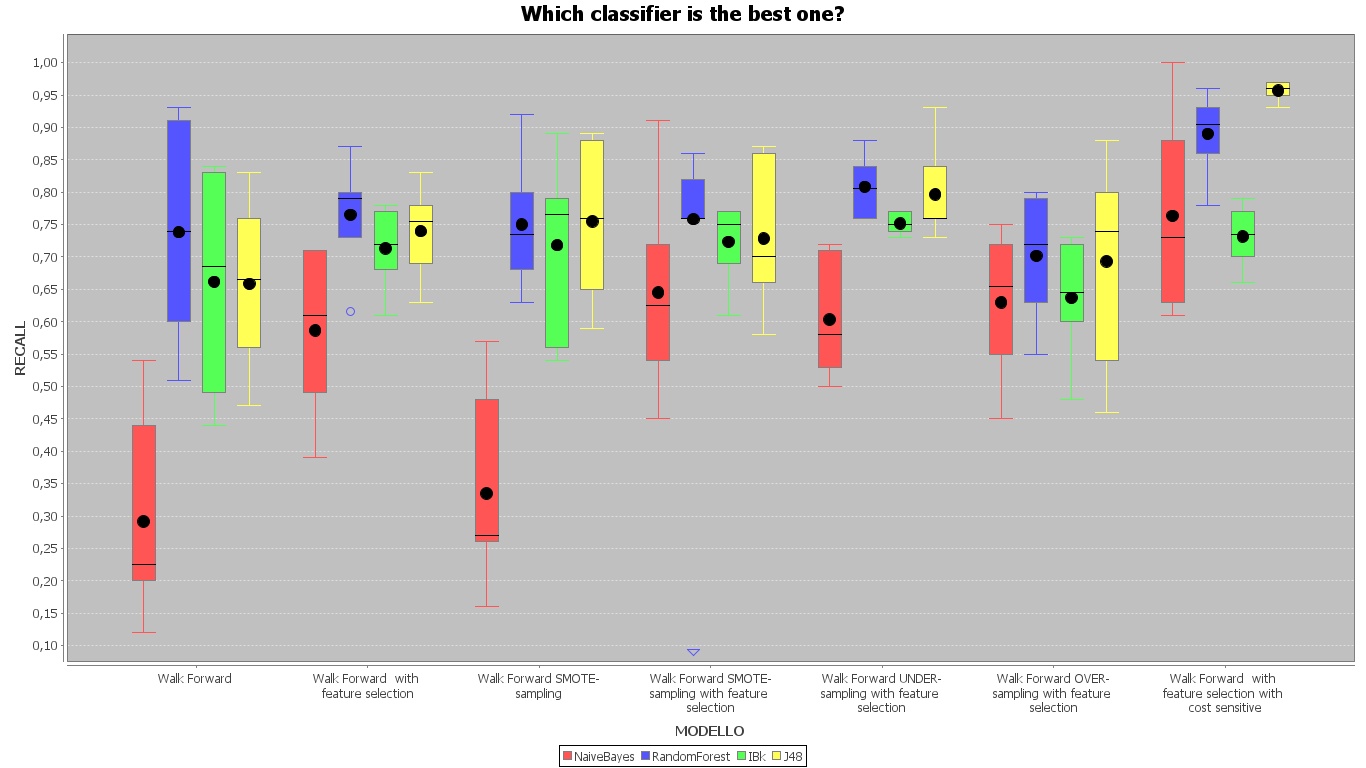 Which classifier is the best one?
RECALL
1,00
0,95
0,90
0,85
0,80
0,75
0,70
0,65
0,60
0,55
0,50
0,45
0,40
0,35
0,30
0,25
0,20
0,15
0,10
Walk Forward
Walk Forward with
feature selection
Walk Forward SMOTE-
sampling
Walk Forward SMOTE-
sampling with feature
selection
Walk Forward UNDER-
sampling with feature
selection
Walk Forward OVER-
sampling with feature
selection
Walk Forward with
feature selection with
cost sensitive
MODELLO
NaiveBayes RandomForest IBk J48